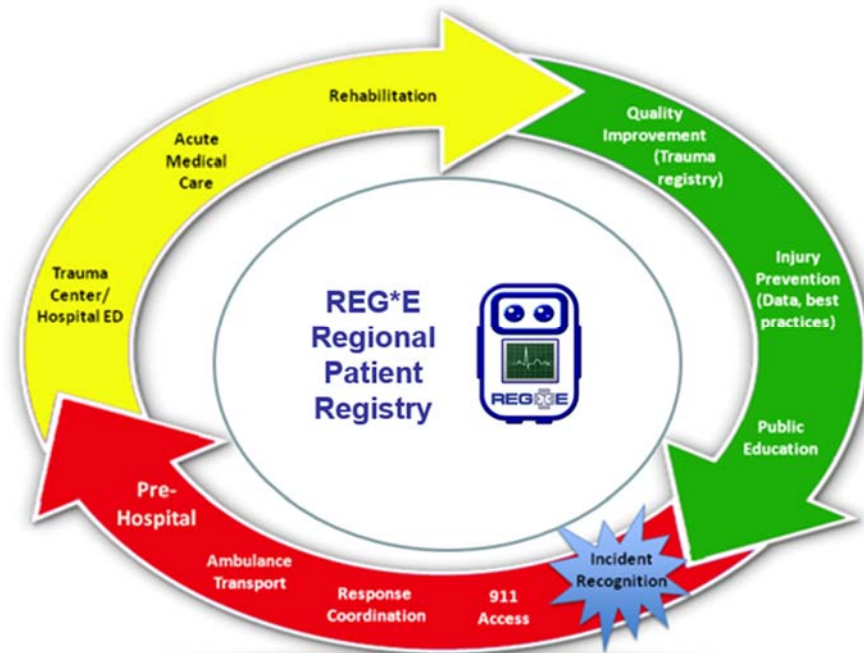 Rehabilitation
Acute
Medical
Care
Trauma
Center/
Hospital ED
Quality
Improvement
(Trauma
registry)
Injury
Prevention
(Data, best
practices)
Public
Education
REG*E
Regional
Patient
Registry
REG*E
Incident
Recognition
911
Access
Response
Coordination
Ambulance
Transport
Pre-
Hospital